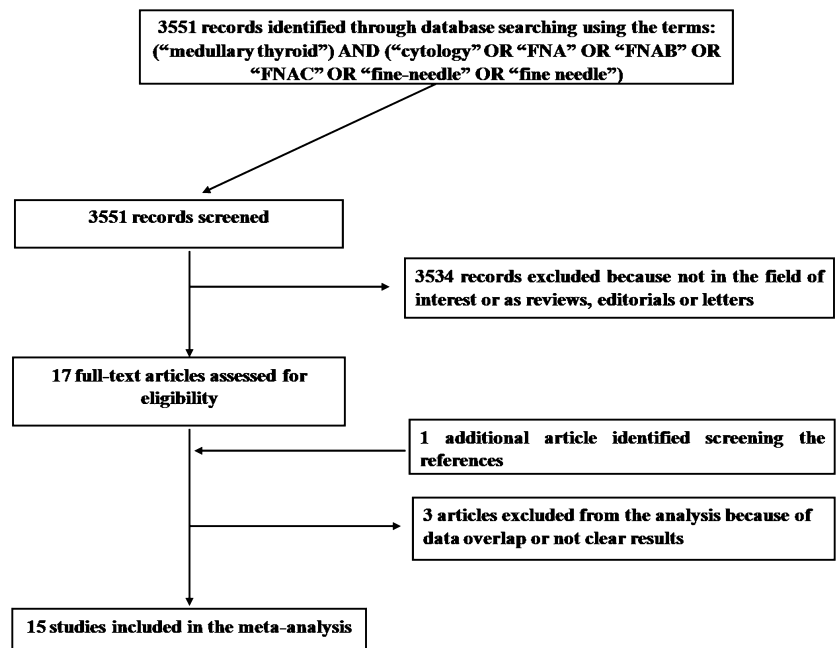 3551 records identified through database searching using the terms:
(“medullary thyroid”) AND (“cytology” OR “FNA” OR “FNAB” OR
“FNAC” OR “fine-needle” OR “fine needle”)
3551 records screened
3534 records excluded because not in the field of
interest or as reviews, editorials or letters
17 full-text articles assessed for
eligibility
1 additional article identified screening the
references
3 articles excluded from the analysis because of
data overlap or not clear results
15 studies included in the meta-analysis